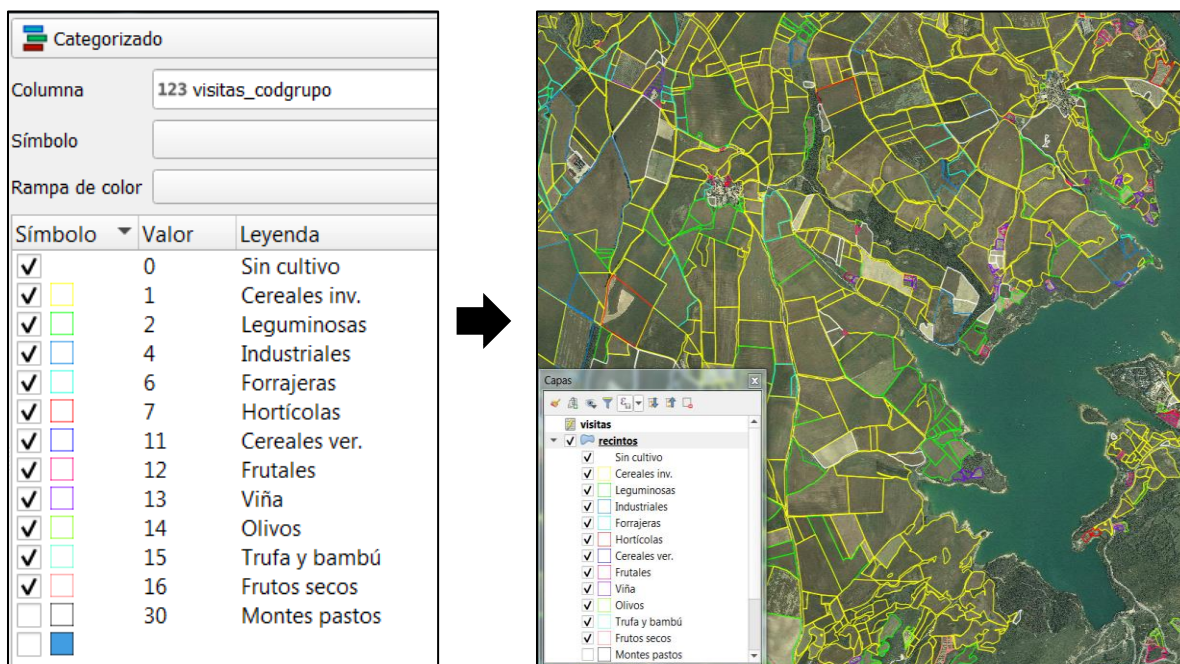 Categorizado
Columna 123 visitas_codgrupo
Símbolo
Rampa de color
Símbolo Valor Leyenda
0 Sin cultivo
1 Cereales inv.
2 Leguminosas
4 Industriales
6 Forrajeras
7 Hortícolas
11 Cereales ver.
12 Frutales
13 Viña
14 Olivos
15 Trufa y bambú
16 Frutos secos
30 Montes pastos
Capas
visitas
recintos
Sin cultivo
Cereales inv.
Leguminosas
Industriales
Forrajeras
Hortícolas
Cereales ver.
Frutales
Viña
Olivos
Trufa y bambú
Frutos secos
Montes pastos